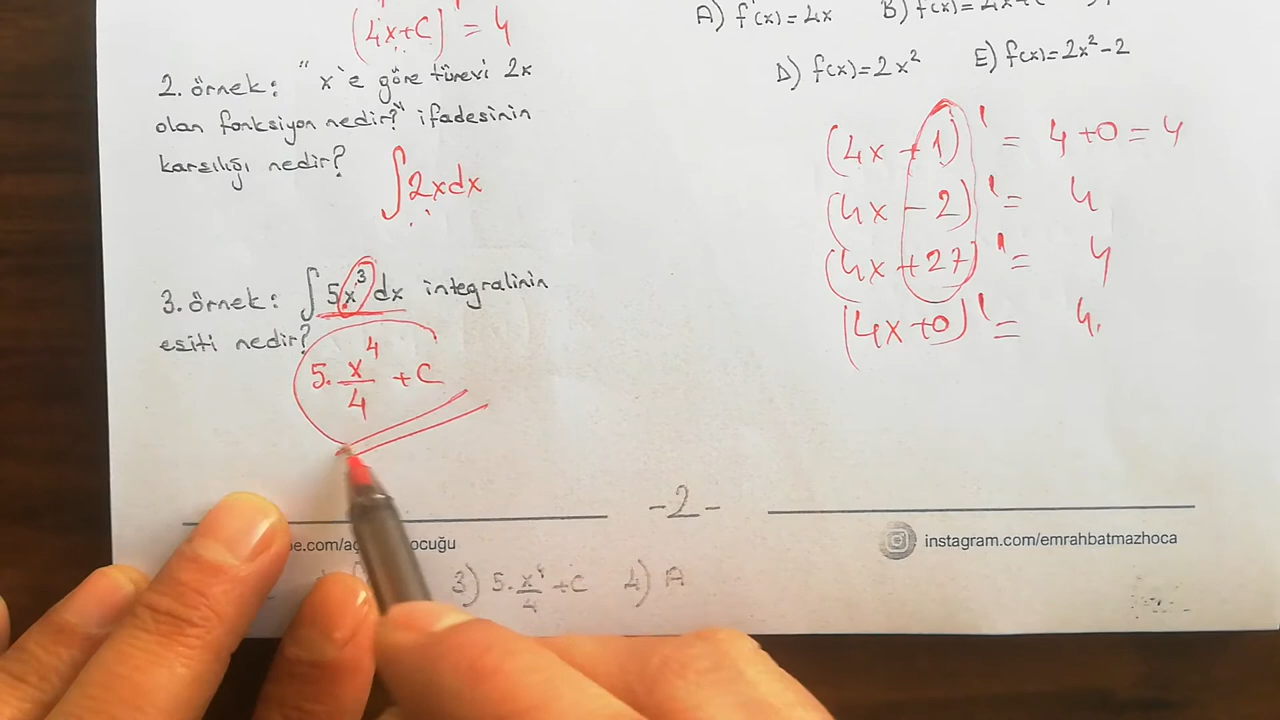 (4x+C)' = 4
2. örnek: "x'e göre türevi 2x
olan fonksiyon nedir?" ifadesinin
karşılığı nedir?
∫2xdx
3. örnek: ∫5x³dx integralinin
eşiti nedir?
5. x⁴/4 + C
A) f(x) = 4x
D) f(x) = 2x²
E) f(x) = 2x² - 2
(4x + 1)' = 4 + 0 = 4
(4x - 2)' = 4
(4x + 27)' = 4
(4x + 0)' = 4.
-2-
instagram.com/emrahbatmazhoca
3) 5. x⁴/4 + C 4) A